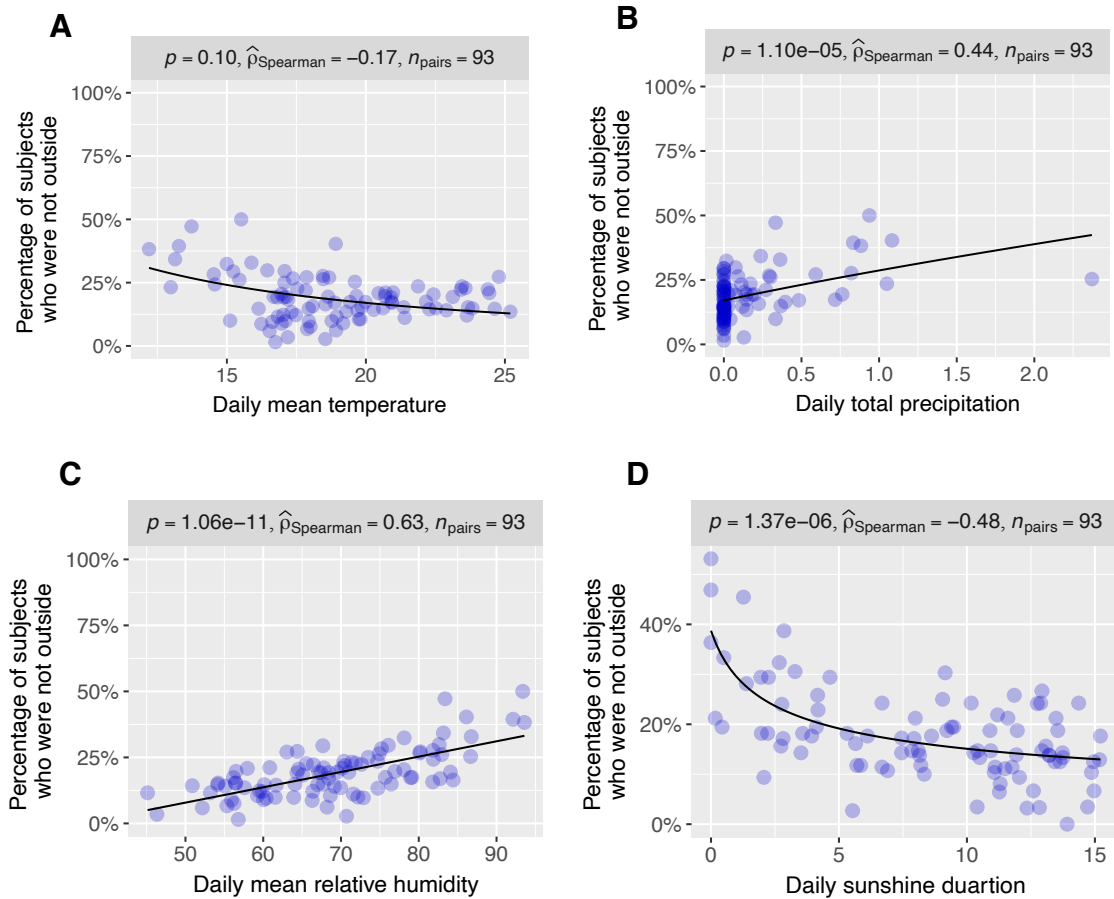 A
p = 0.10, ρ̂Spearman = −0.17, npairs = 93
100%
75%
50%
25%
0%
Percentage of subjects
who were not outside
15 20 25
Daily mean temperature
B
p = 1.10e−05, ρ̂Spearman = 0.44, npairs = 93
100%
75%
50%
25%
0%
Percentage of subjects
who were not outside
0.0 0.5 1.0 1.5 2.0
Daily total precipitation
C
p = 1.06e−11, ρ̂Spearman = 0.63, npairs = 93
100%
75%
50%
25%
0%
Percentage of subjects
who were not outside
50 60 70 80 90
Daily mean relative humidity
D
p = 1.37e−06, ρ̂Spearman = −0.48, npairs = 93
40%
20%
0%
Percentage of subjects
who were not outside
0 5 10 15
Daily sunshine duartion